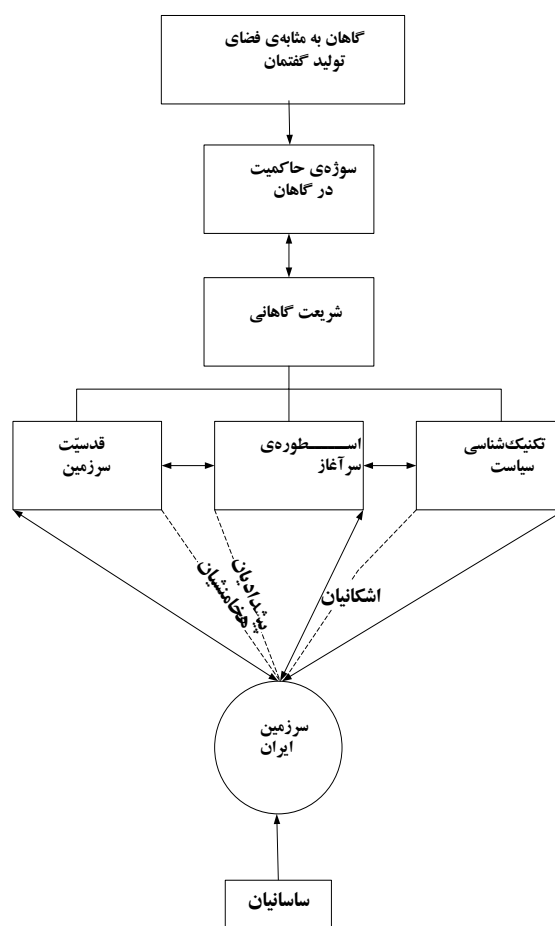 گاهان به مثابه‌ی فضای
تولید گفتمان
سوژه‌ی حاکمیت
در گاهان
شریعت گاهانی
تکنیک‌شناسی
سیاست
اسـطوره‌ی
سرآغاز
قدسیّت
سرزمین
اشکانیان
پیشدادیان
هخامنشیان
سرزمین
ایران
ساسانیان